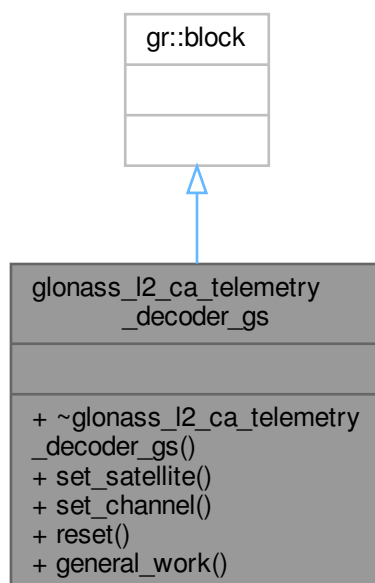 gr::block
glonass_l2_ca_telemetry
_decoder_gs
+ ~glonass_l2_ca_telemetry
_decoder_gs()
+ set_satellite()
+ set_channel()
+ reset()
+ general_work()